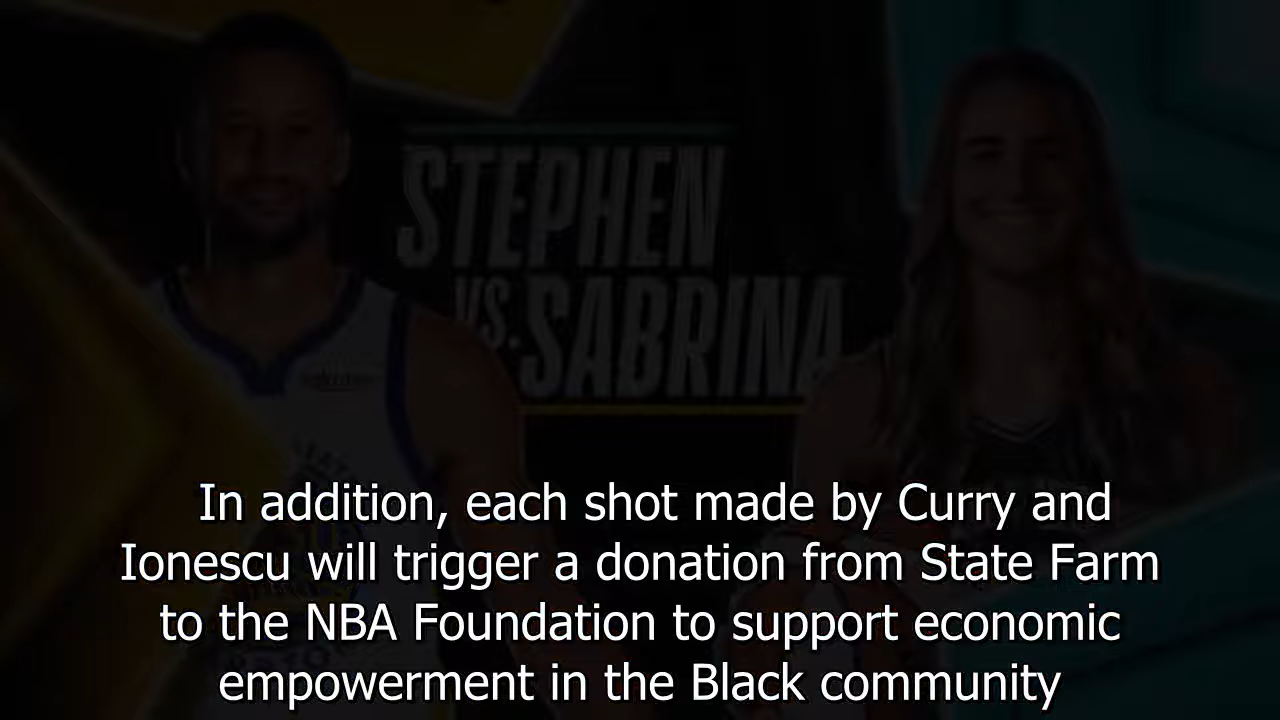 STEPHEN
VS. SABRINA
In addition, each shot made by Curry and
Ionescu will trigger a donation from State Farm
to the NBA Foundation to support economic
empowerment in the Black community